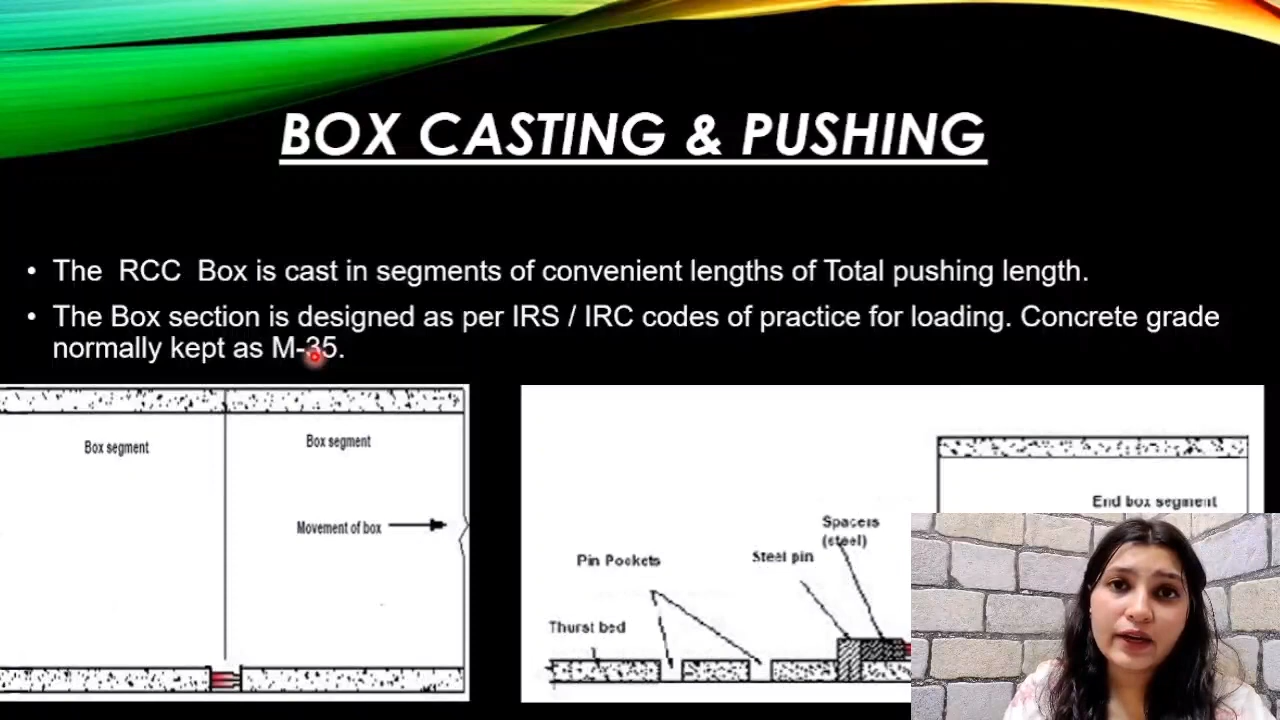 BOX CASTING & PUSHING
• The RCC Box is cast in segments of convenient lengths of Total pushing length.
• The Box section is designed as per IRS / IRC codes of practice for loading. Concrete grade
normally kept as M-35.
Box segment
Box segment
Movement of box
End box segment
Spacers
(steel)
Steel pin
Pin Pockets
Thurst bed